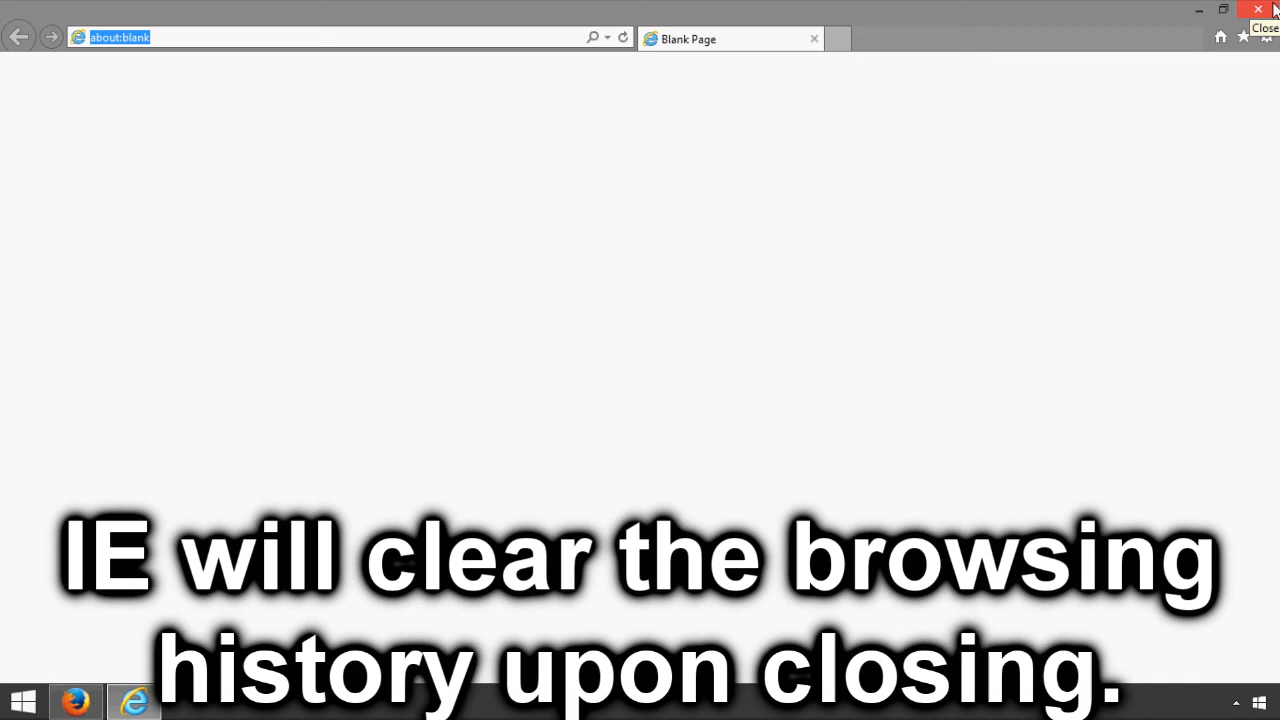 about:blank
Blank Page
Close
IE will clear the browsing
history upon closing.